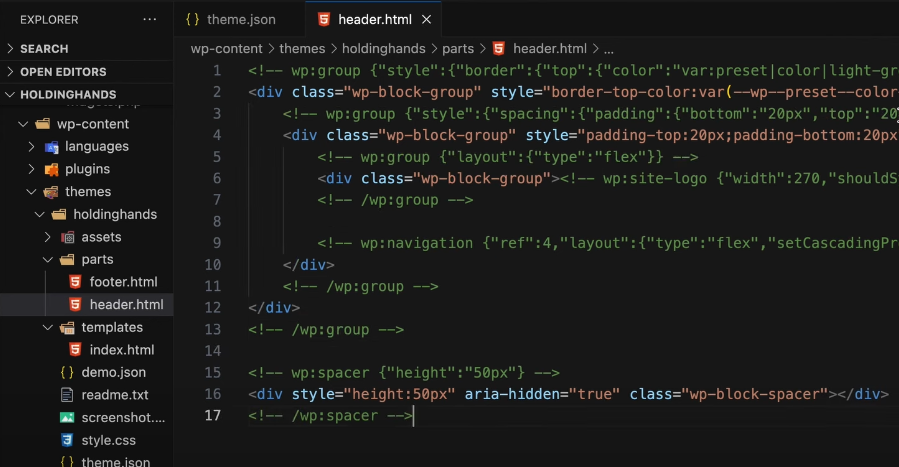 EXPLORER
SEARCH
OPEN EDITORS
HOLDINGHANDS
wp-content
languages
plugins
themes
holdinghands
assets
parts
footer.html
header.html
templates
index.html
demo.json
readme.txt
screenshot....
style.css
theme.json
{} theme.json
header.html
wp-content > themes > holdinghands > parts > header.html > ...
1 <!-- wp:group {"style":{"border":{"top":{"color":"var:preset|color|light-gr
2 <div class="wp-block-group" style="border-top-color:var(--wp--preset--color-
3 <!-- wp:group {"style":{"spacing":{"padding":{"bottom":"20px","top":"20
4 <div class="wp-block-group" style="padding-top:20px;padding-bottom:20px
5 <!-- wp:group {"layout":{"type":"flex"}} -->
6 <div class="wp-block-group"><!-- wp:site-logo {"width":270,"shouldS
7 <!-- /wp:group -->
8
9 <!-- wp:navigation {"ref":4,"layout":{"type":"flex","setCascadingPr
10 </div>
11 <!-- /wp:group -->
12 </div>
13 <!-- /wp:group -->
14
15 <!-- wp:spacer {"height":"50px"} -->
16 <div style="height:50px" aria-hidden="true" class="wp-block-spacer"></div>
17 <!-- /wp:spacer -->